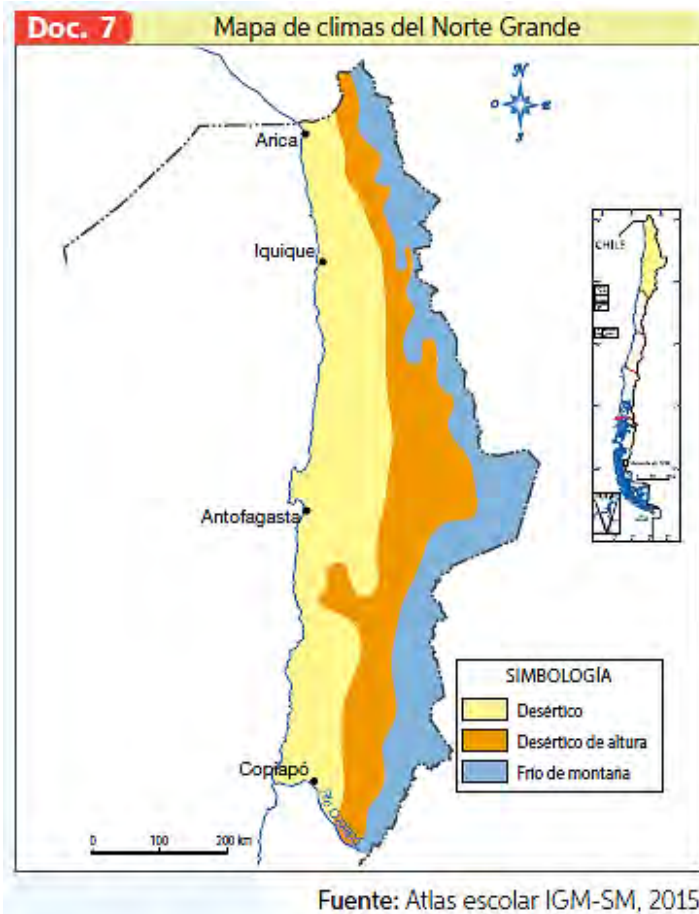 Doc. 7
Mapa de climas del Norte Grande
N
O E
S
Arica
CHILE
Iquique
Antofagasta
SIMBOLOGÍA
Desértico
Desértico de altura
Frío de montaña
Copiapó
0 100 200 km
Fuente: Atlas escolar IGM-SM, 2015